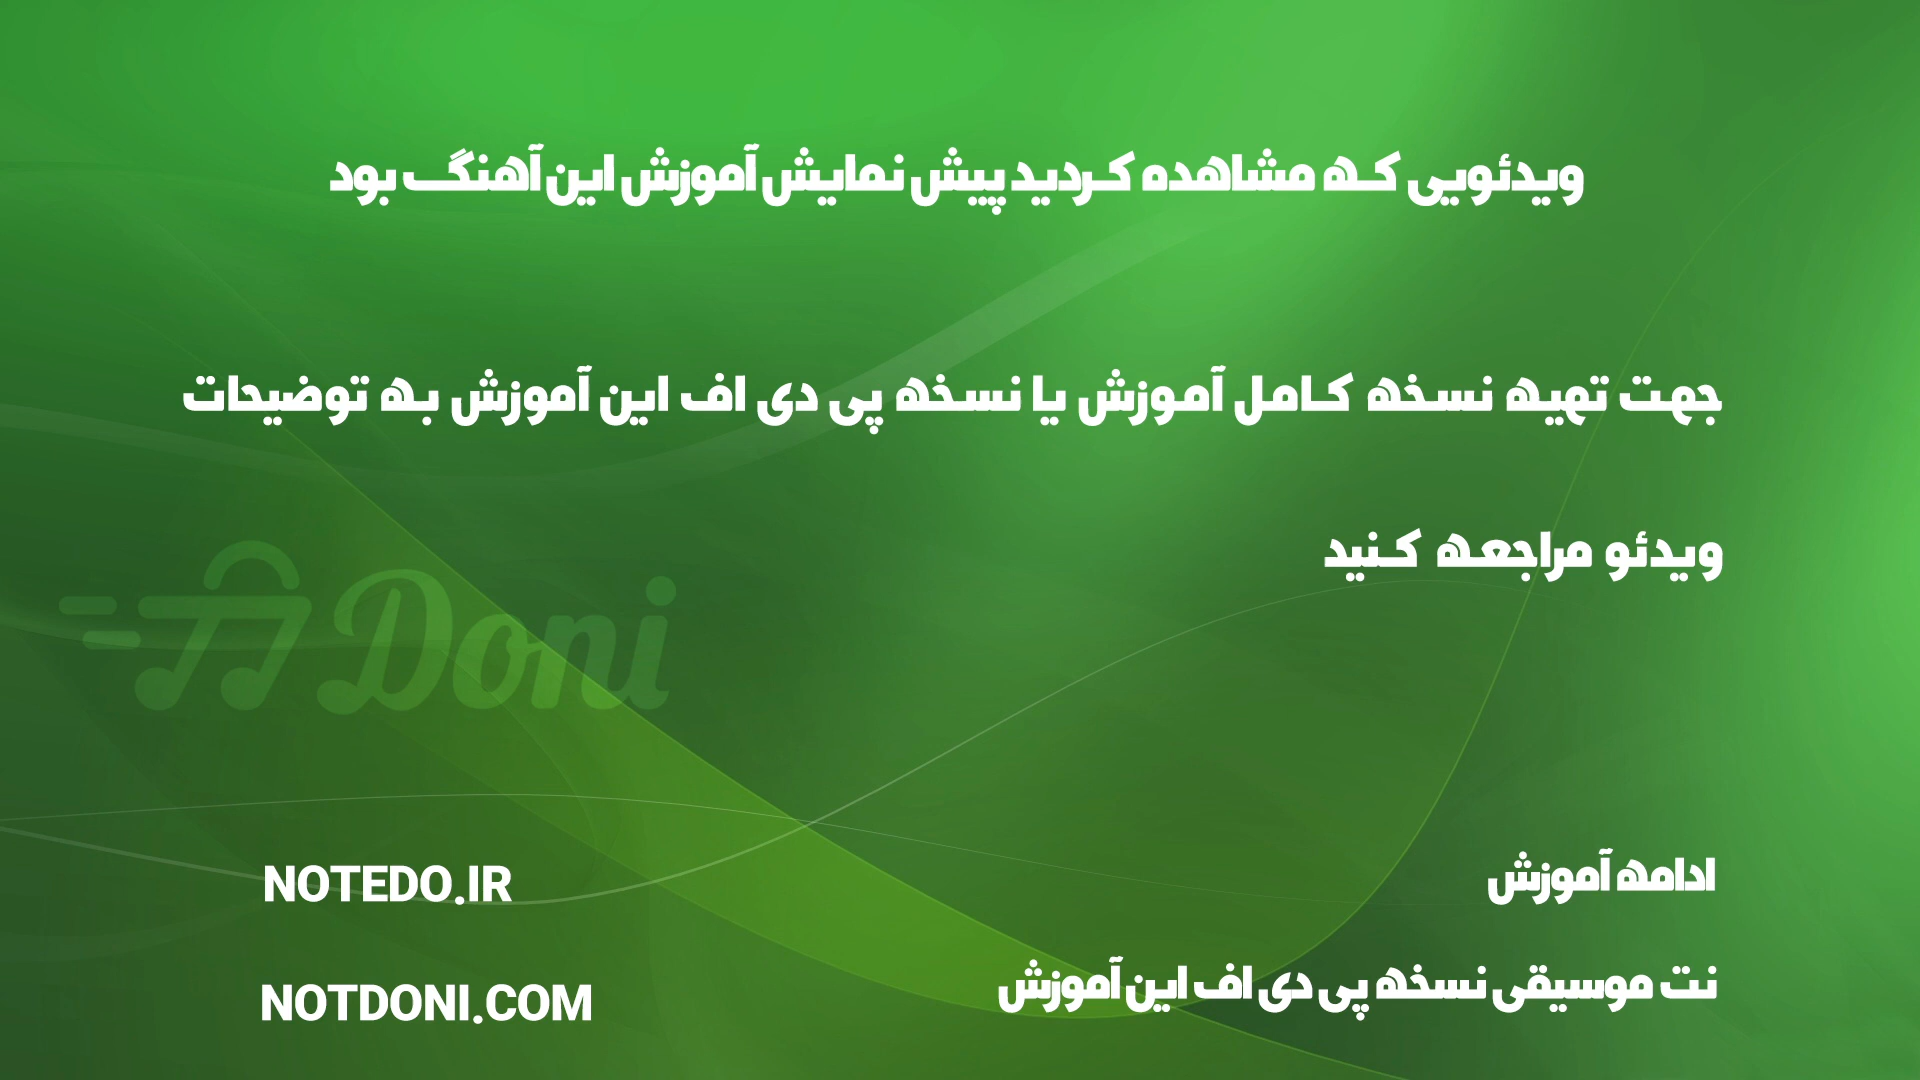 ویدئویی که مشاهده کردید پیش نمایش آموزش این آهنگ بود
جهت تهیه نسخه کامل آموزش یا نسخه پی دی اف این آموزش به توضیحات
ویدئو مراجعه کنید
Doni
ادامه آموزش
NOTEDO.IR
نت موسیقی نسخه پی دی اف این آموزش
NOTDONI.COM